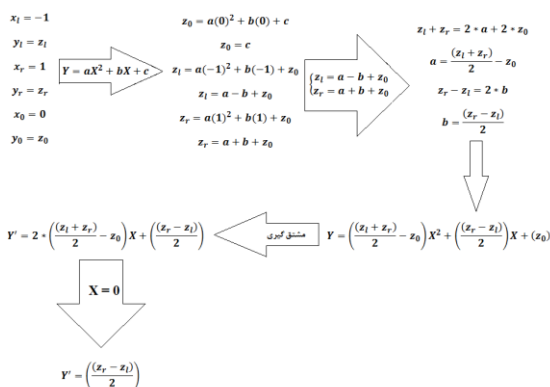 x_l = −1
y_l = z_l
x_r = 1
y_r = z_r
x_0 = 0
y_0 = z_0
Y = aX² + bX + c
z_0 = a(0)² + b(0) + c
z_0 = c
z_l = a(−1)² + b(−1) + z_0
z_l = a − b + z_0
z_r = a(1)² + b(1) + z_0
z_r = a + b + z_0
{z_l = a − b + z_0
{z_r = a + b + z_0
z_l + z_r = 2 * a + 2 * z_0
a = (z_l + z_r)/2 − z_0
z_r − z_l = 2 * b
b = (z_r − z_l)/2
Y = ((z_l + z_r)/2 − z_0) X² + ((z_r − z_l)/2) X + (z_0)
مشتق گیری
Y′ = 2 * ((z_l + z_r)/2 − z_0) X + ((z_r − z_l)/2)
X = 0
Y′ = ((z_r − z_l)/2)